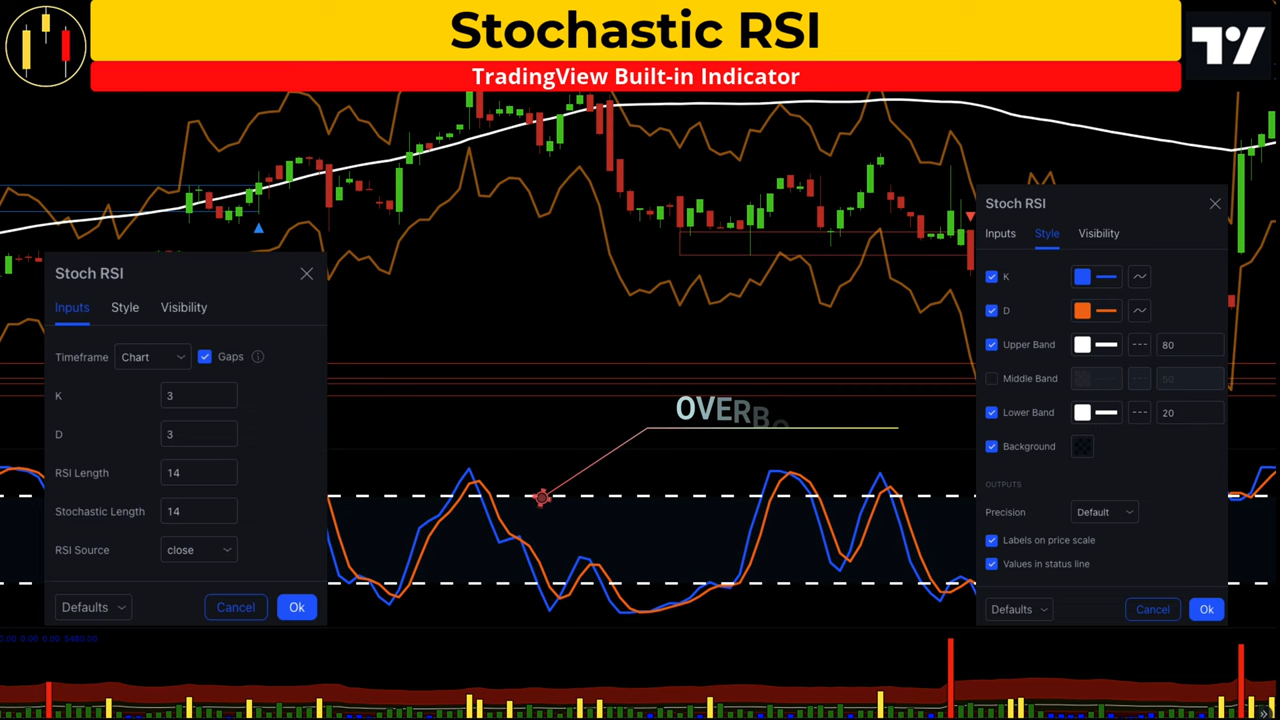 Stochastic RSI
TradingView Built-in Indicator
Stoch RSI
Inputs Style Visibility
Timeframe Chart Gaps
K 3
D 3
RSI Length 14
Stochastic Length 14
RSI Source close
Defaults Cancel Ok
OVERB
Stoch RSI
Inputs Style Visibility
K
D
Upper Band 80
Middle Band 50
Lower Band 20
Background
OUTPUTS
Precision Default
Labels on price scale
Values in status line
Defaults Cancel Ok